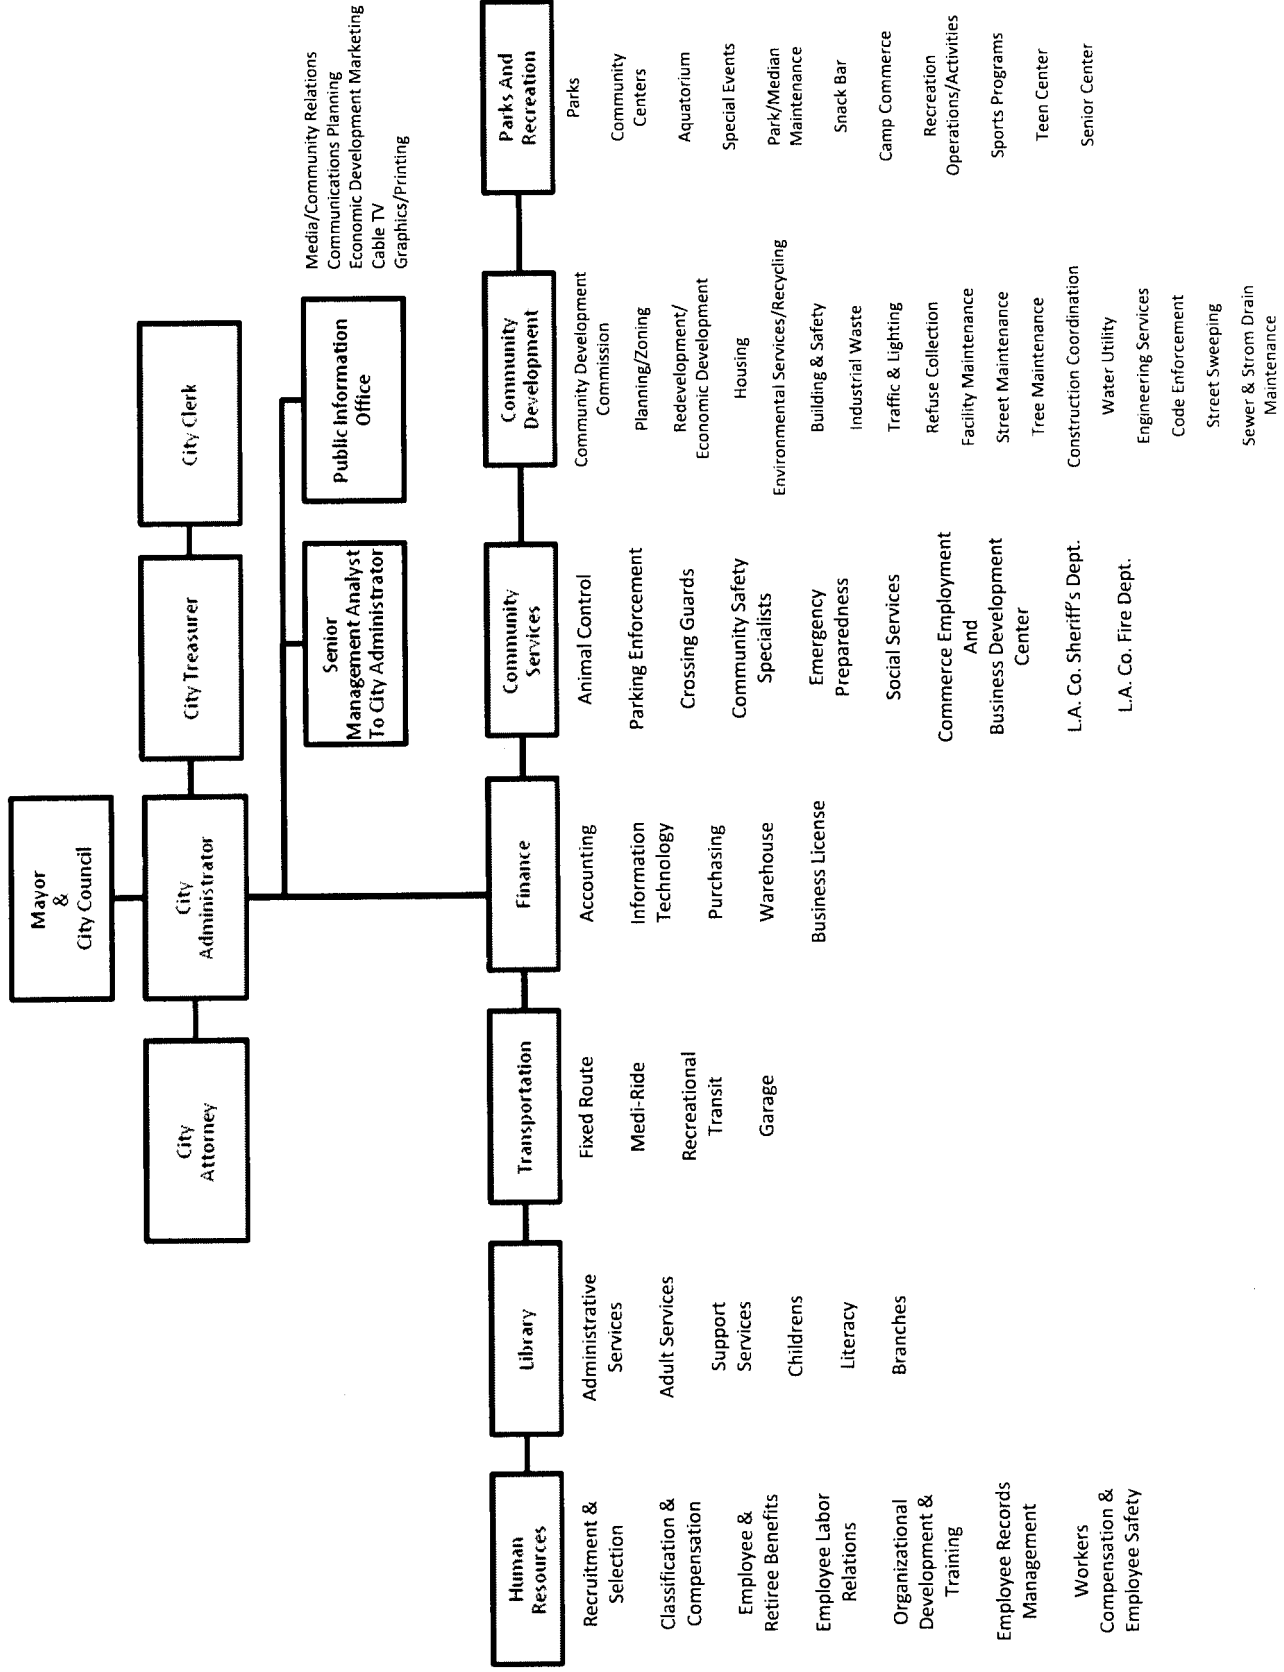 Mayor
&
City Council
City
Attorney
City
Administrator
City Treasurer
City Clerk
Senior
Management Analyst
To City Administrator
Public Information
Office
Media/Community Relations
Communications Planning
Economic Development Marketing
Cable TV
Graphics/Printing
Human
Resources
Recruitment &
Selection
Classification &
Compensation
Employee &
Retiree Benefits
Employee Labor
Relations
Organizational
Development &
Training
Employee Records
Management
Workers
Compensation &
Employee Safety
Library
Administrative
Services
Adult Services
Support
Services
Childrens
Literacy
Branches
Transportation
Fixed Route
Medi-Ride
Recreational
Transit
Garage
Finance
Accounting
Information
Technology
Purchasing
Warehouse
Business License
Community
Services
Animal Control
Parking Enforcement
Crossing Guards
Community Safety
Specialists
Emergency
Preparedness
Social Services
Commerce Employment
And
Business Development
Center
L.A. Co. Sheriff's Dept.
L.A. Co. Fire Dept.
Community
Development
Community Development
Commission
Planning/Zoning
Redevelopment/
Economic Development
Housing
Environmental Services/Recycling
Building & Safety
Industrial Waste
Traffic & Lighting
Refuse Collection
Facility Maintenance
Street Maintenance
Tree Maintenance
Construction Coordination
Water Utility
Engineering Services
Code Enforcement
Street Sweeping
Sewer & Strom Drain
Maintenance
Parks And
Recreation
Parks
Community
Centers
Aquatorium
Special Events
Park/Median
Maintenance
Snack Bar
Camp Commerce
Recreation
Operations/Activities
Sports Programs
Teen Center
Senior Center